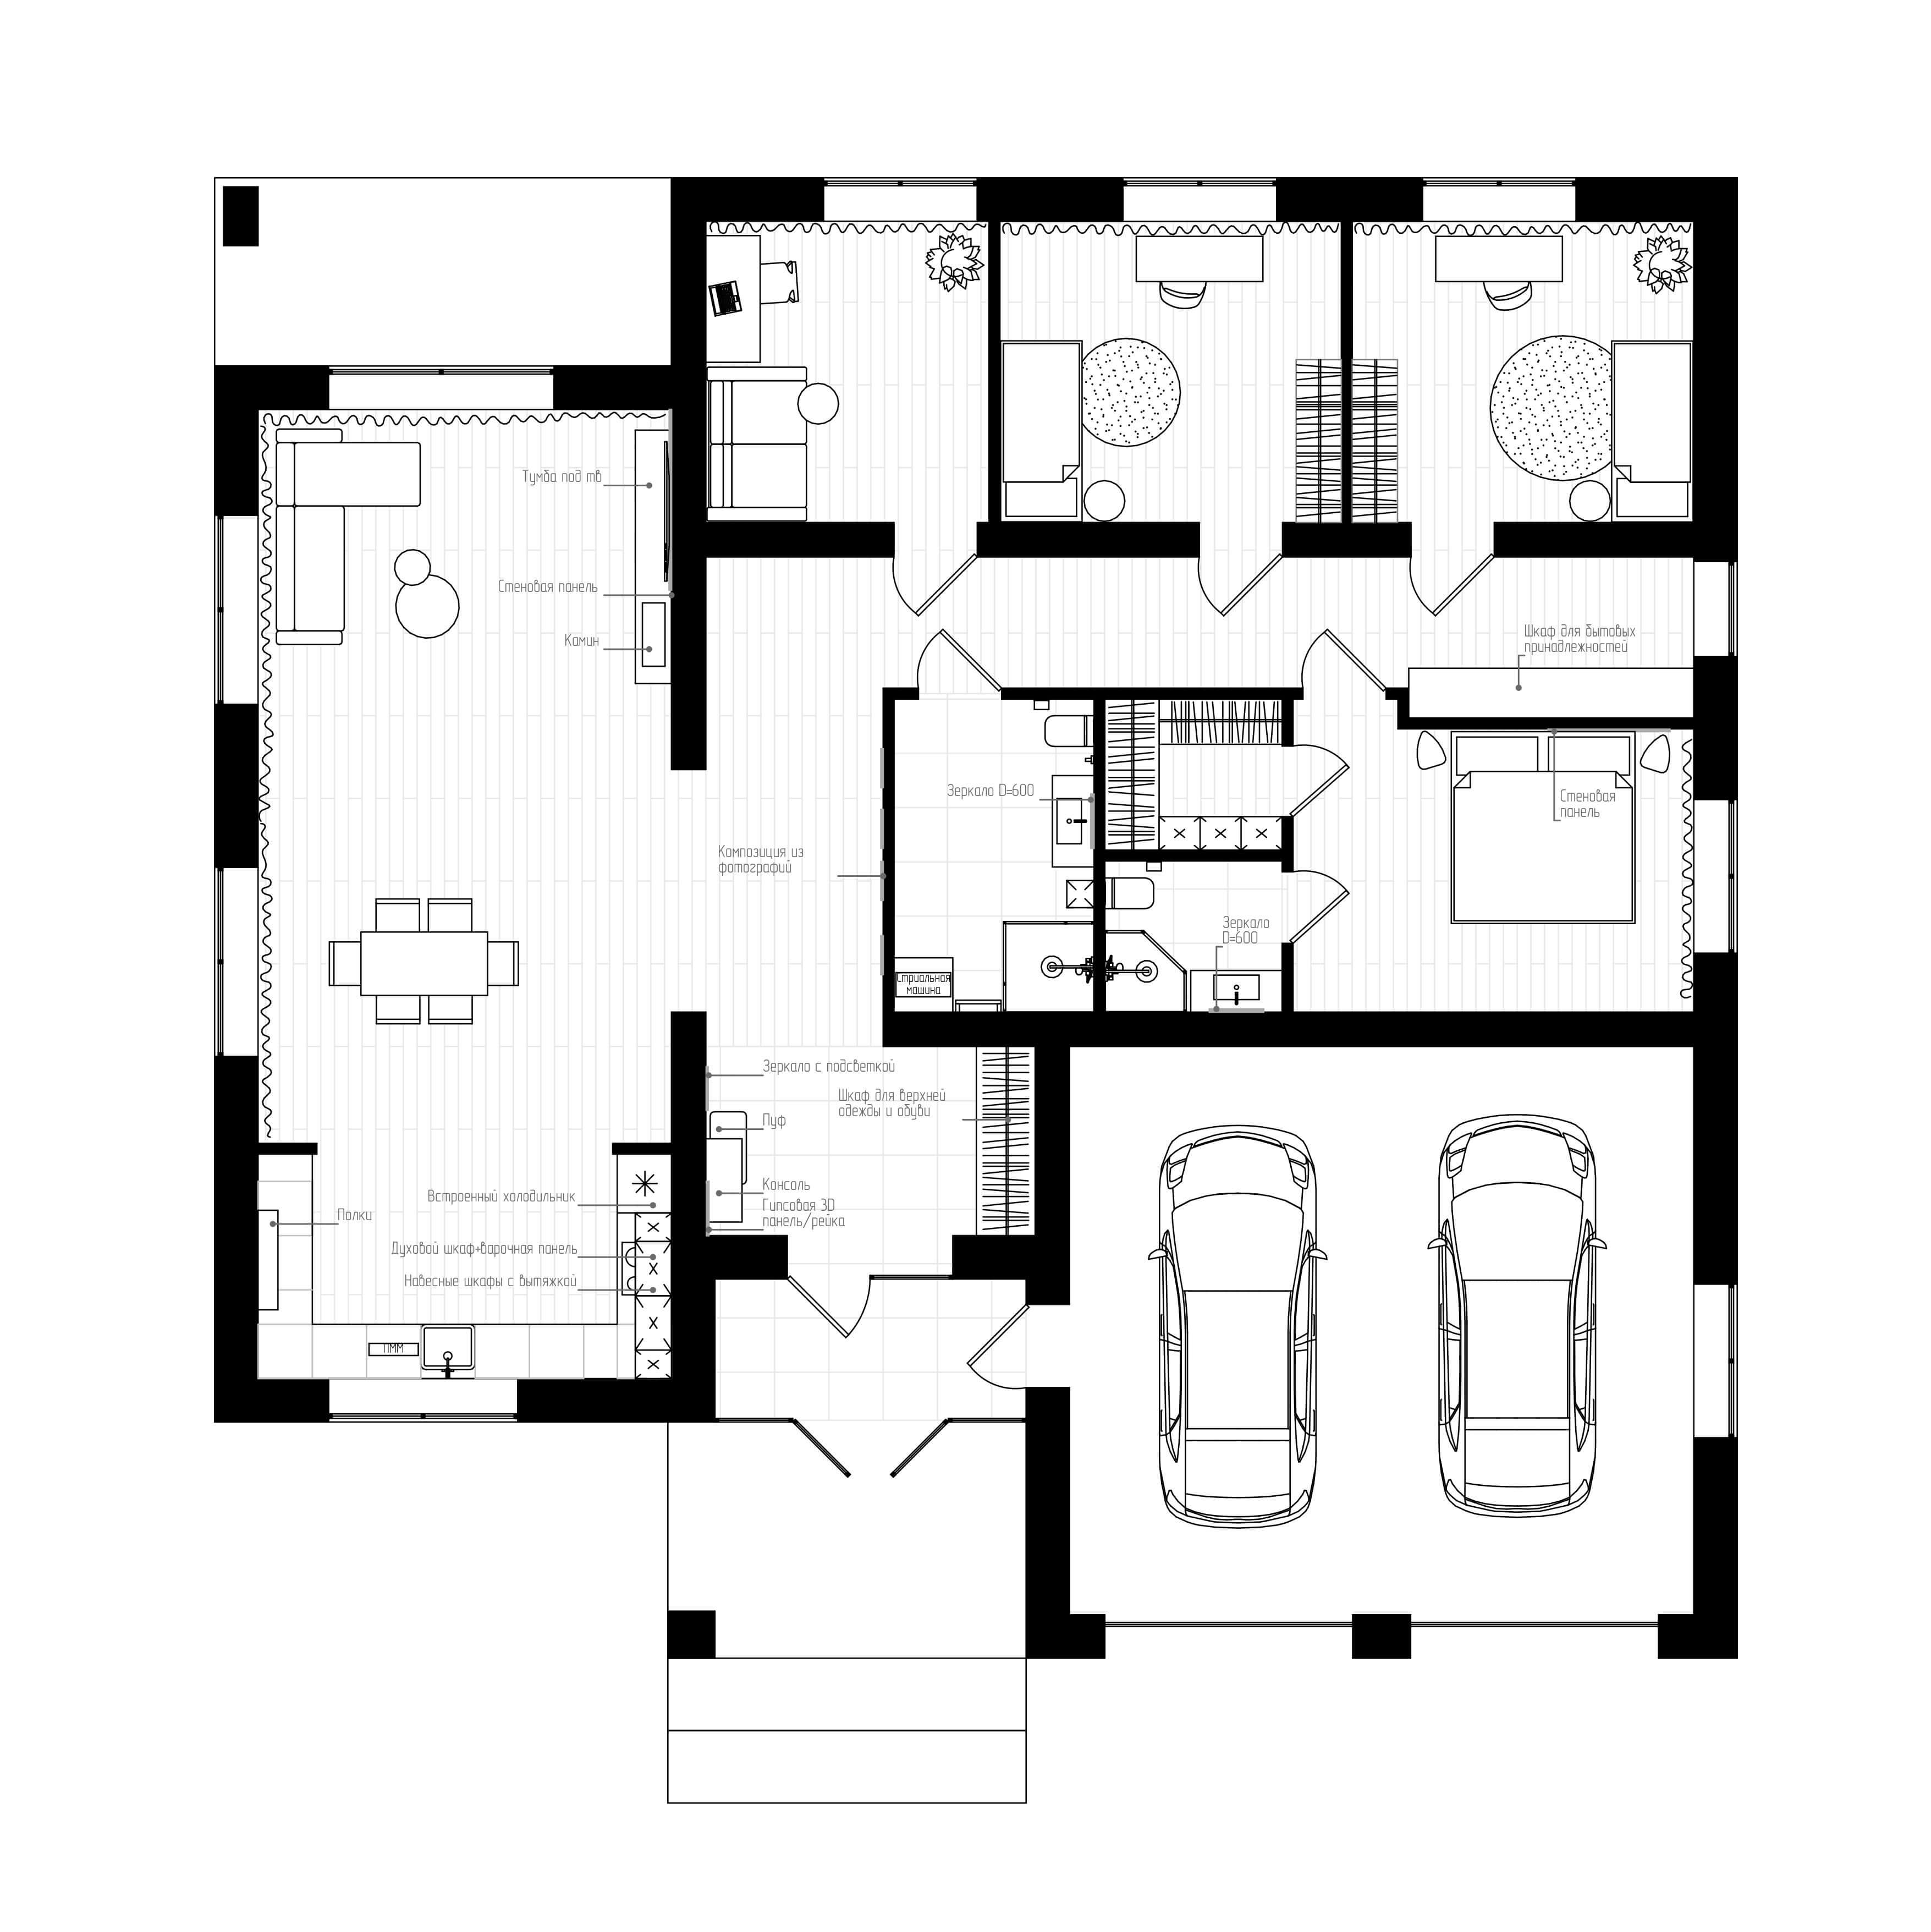 Тумба под тв
Стеновая панель
Камин
Шкаф для бытовых
принадлежностей
Зеркало D=600
Стеновая
панель
Композиция из
фотографий
Зеркало
D=600
Стриальная
машина
Зеркало с подсветкой
Шкаф для верхней
одежды и обуви
Пуф
Консоль
Гипсовая 3D
панель/рейка
Встроенный холодильник
Полки
Духовой шкаф+варочная панель
Навесные шкафы с вытяжкой
ПММ